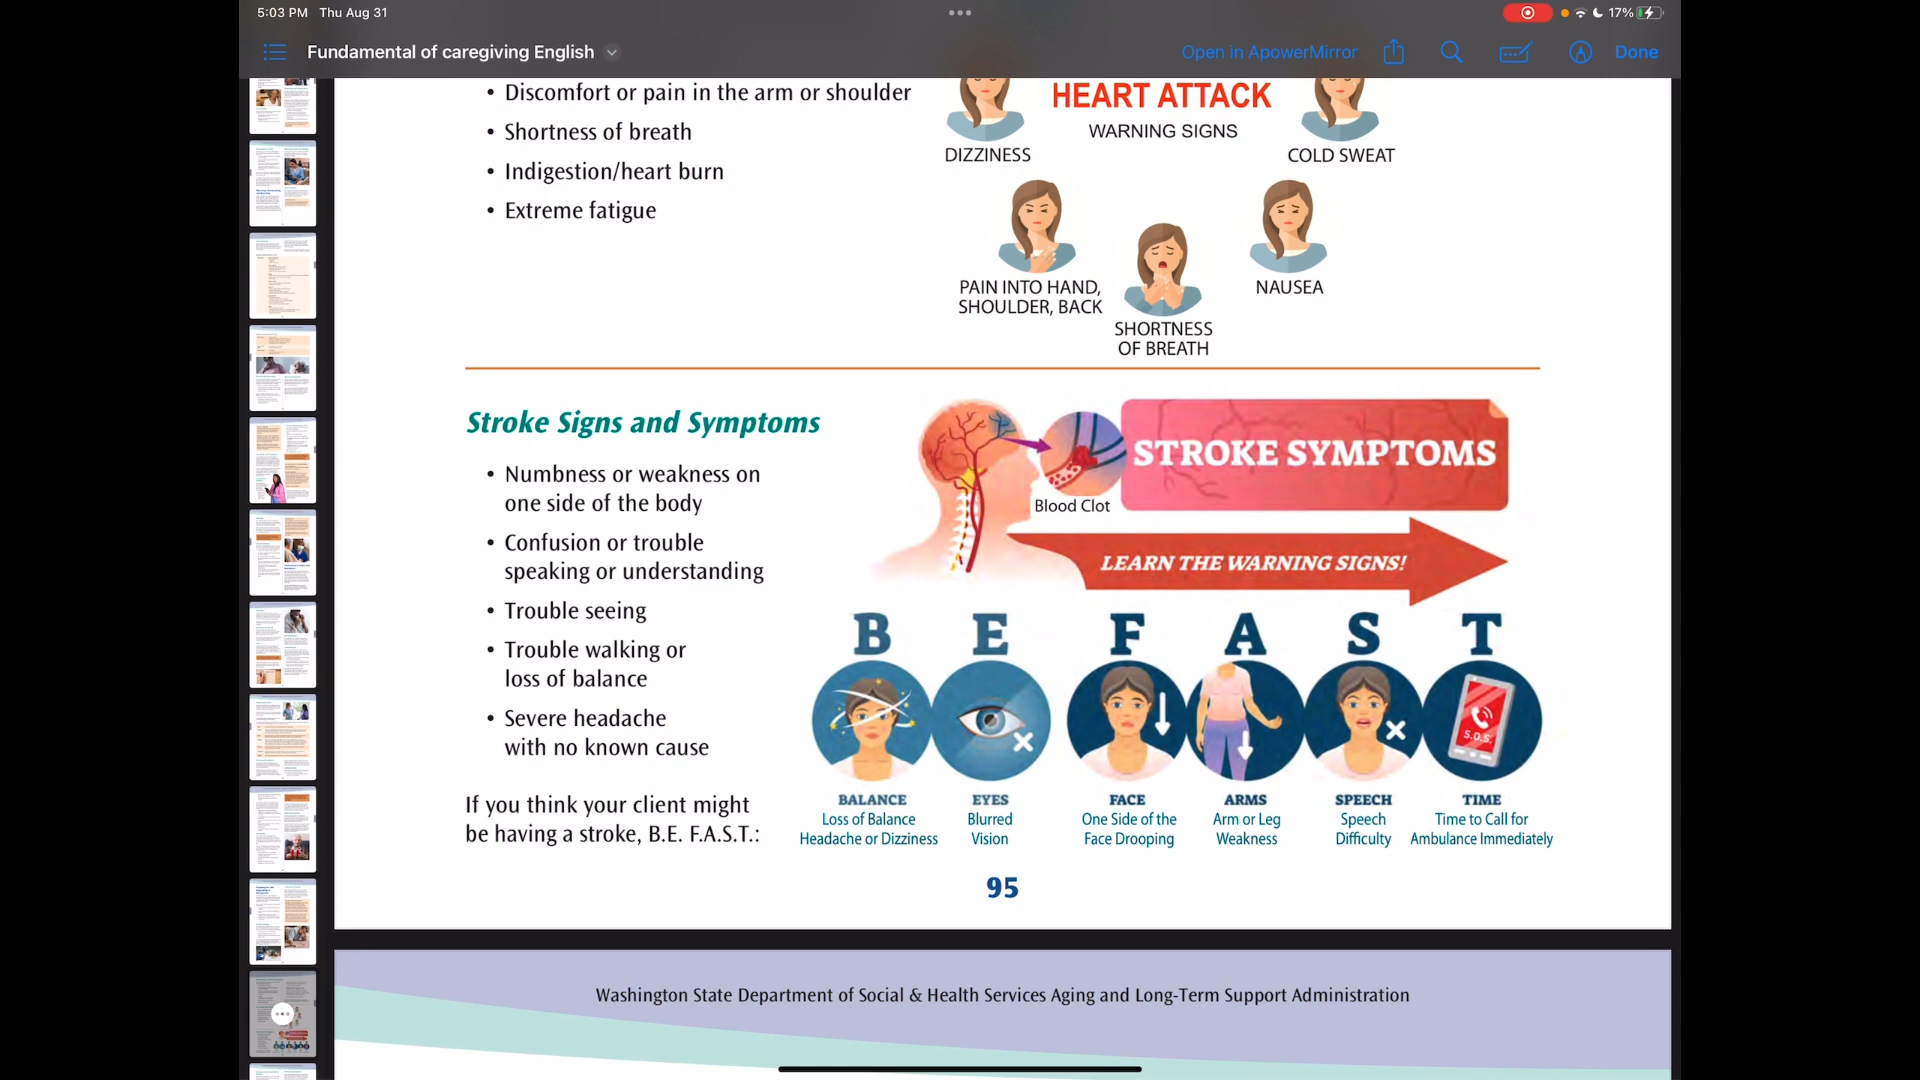 5:03 PM Thu Aug 31
17%
Fundamental of caregiving English
Open in ApowerMirror
Done
• Discomfort or pain in the arm or shoulder
• Shortness of breath
• Indigestion/heart burn
• Extreme fatigue
HEART ATTACK
WARNING SIGNS
DIZZINESS
COLD SWEAT
PAIN INTO HAND,
SHOULDER, BACK
NAUSEA
SHORTNESS
OF BREATH
Stroke Signs and Symptoms
• Numbness or weakness on
one side of the body
• Confusion or trouble
speaking or understanding
• Trouble seeing
• Trouble walking or
loss of balance
• Severe headache
with no known cause
If you think your client might
be having a stroke, B.E. F.A.S.T.:
STROKE SYMPTOMS
Blood Clot
LEARN THE WARNING SIGNS!
B E F A S T
S.O.S.
BALANCE
Loss of Balance
Headache or Dizziness
EYES
Blurred
Vision
FACE
One Side of the
Face Drooping
ARMS
Arm or Leg
Weakness
SPEECH
Speech
Difficulty
TIME
Time to Call for
Ambulance Immediately
95
Washington State Department of Social & Health Services Aging and Long-Term Support Administration